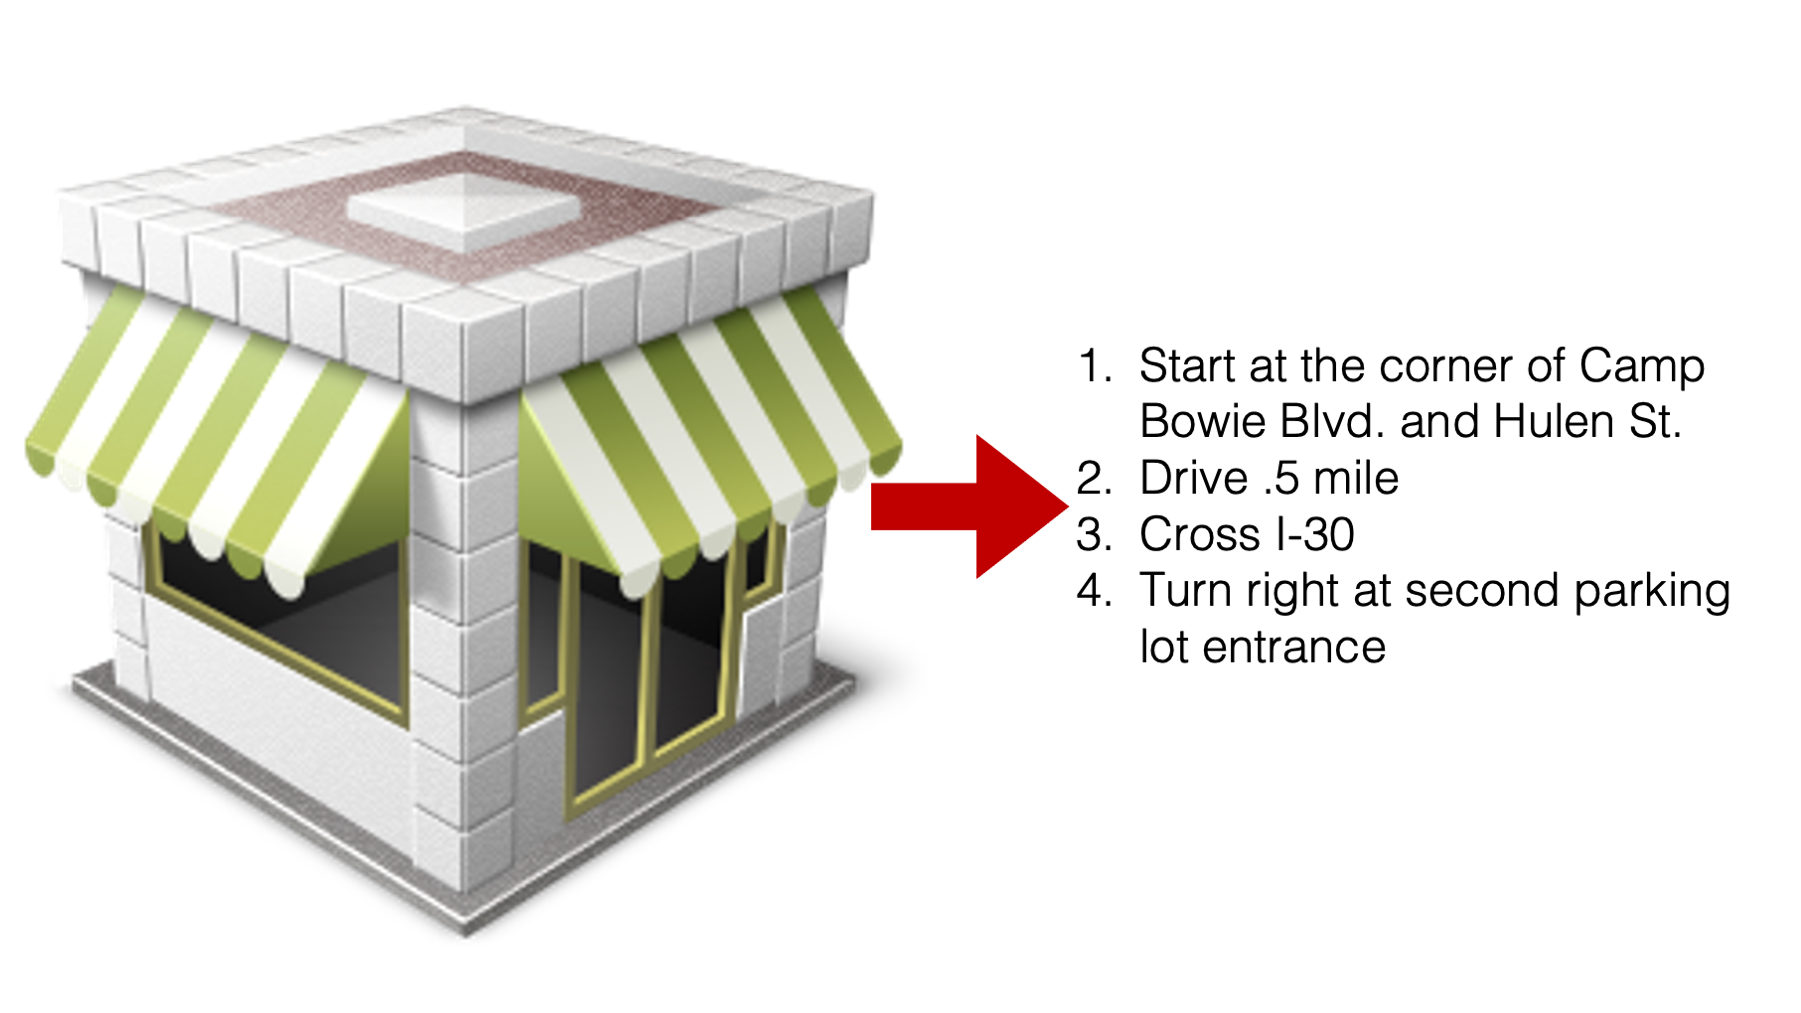 1. Start at the corner of Camp
Bowie Blvd. and Hulen St.
2. Drive .5 mile
3. Cross I-30
4. Turn right at second parking
lot entrance